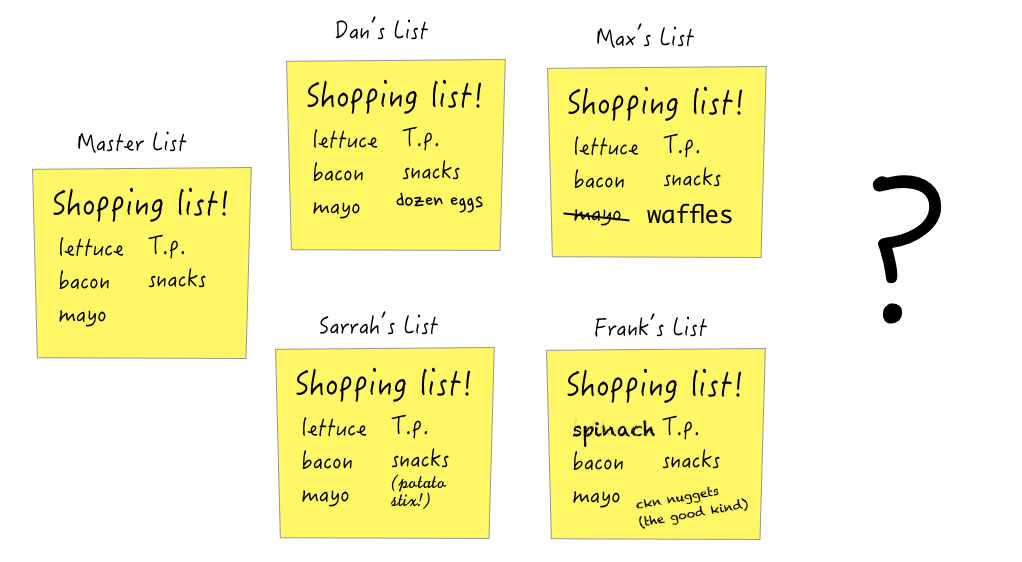 Master List
Shopping list!
lettuce T.p.
bacon snacks
mayo
Dan's List
Shopping list!
lettuce T.p.
bacon snacks
mayo dozen eggs
Max's List
Shopping list!
lettuce T.p.
bacon snacks
mayo waffles
Sarrah's List
Shopping list!
lettuce T.p.
bacon snacks
mayo (potato
stix!)
Frank's List
Shopping list!
spinach T.p.
bacon snacks
mayo ckn nuggets
(the good kind)
?